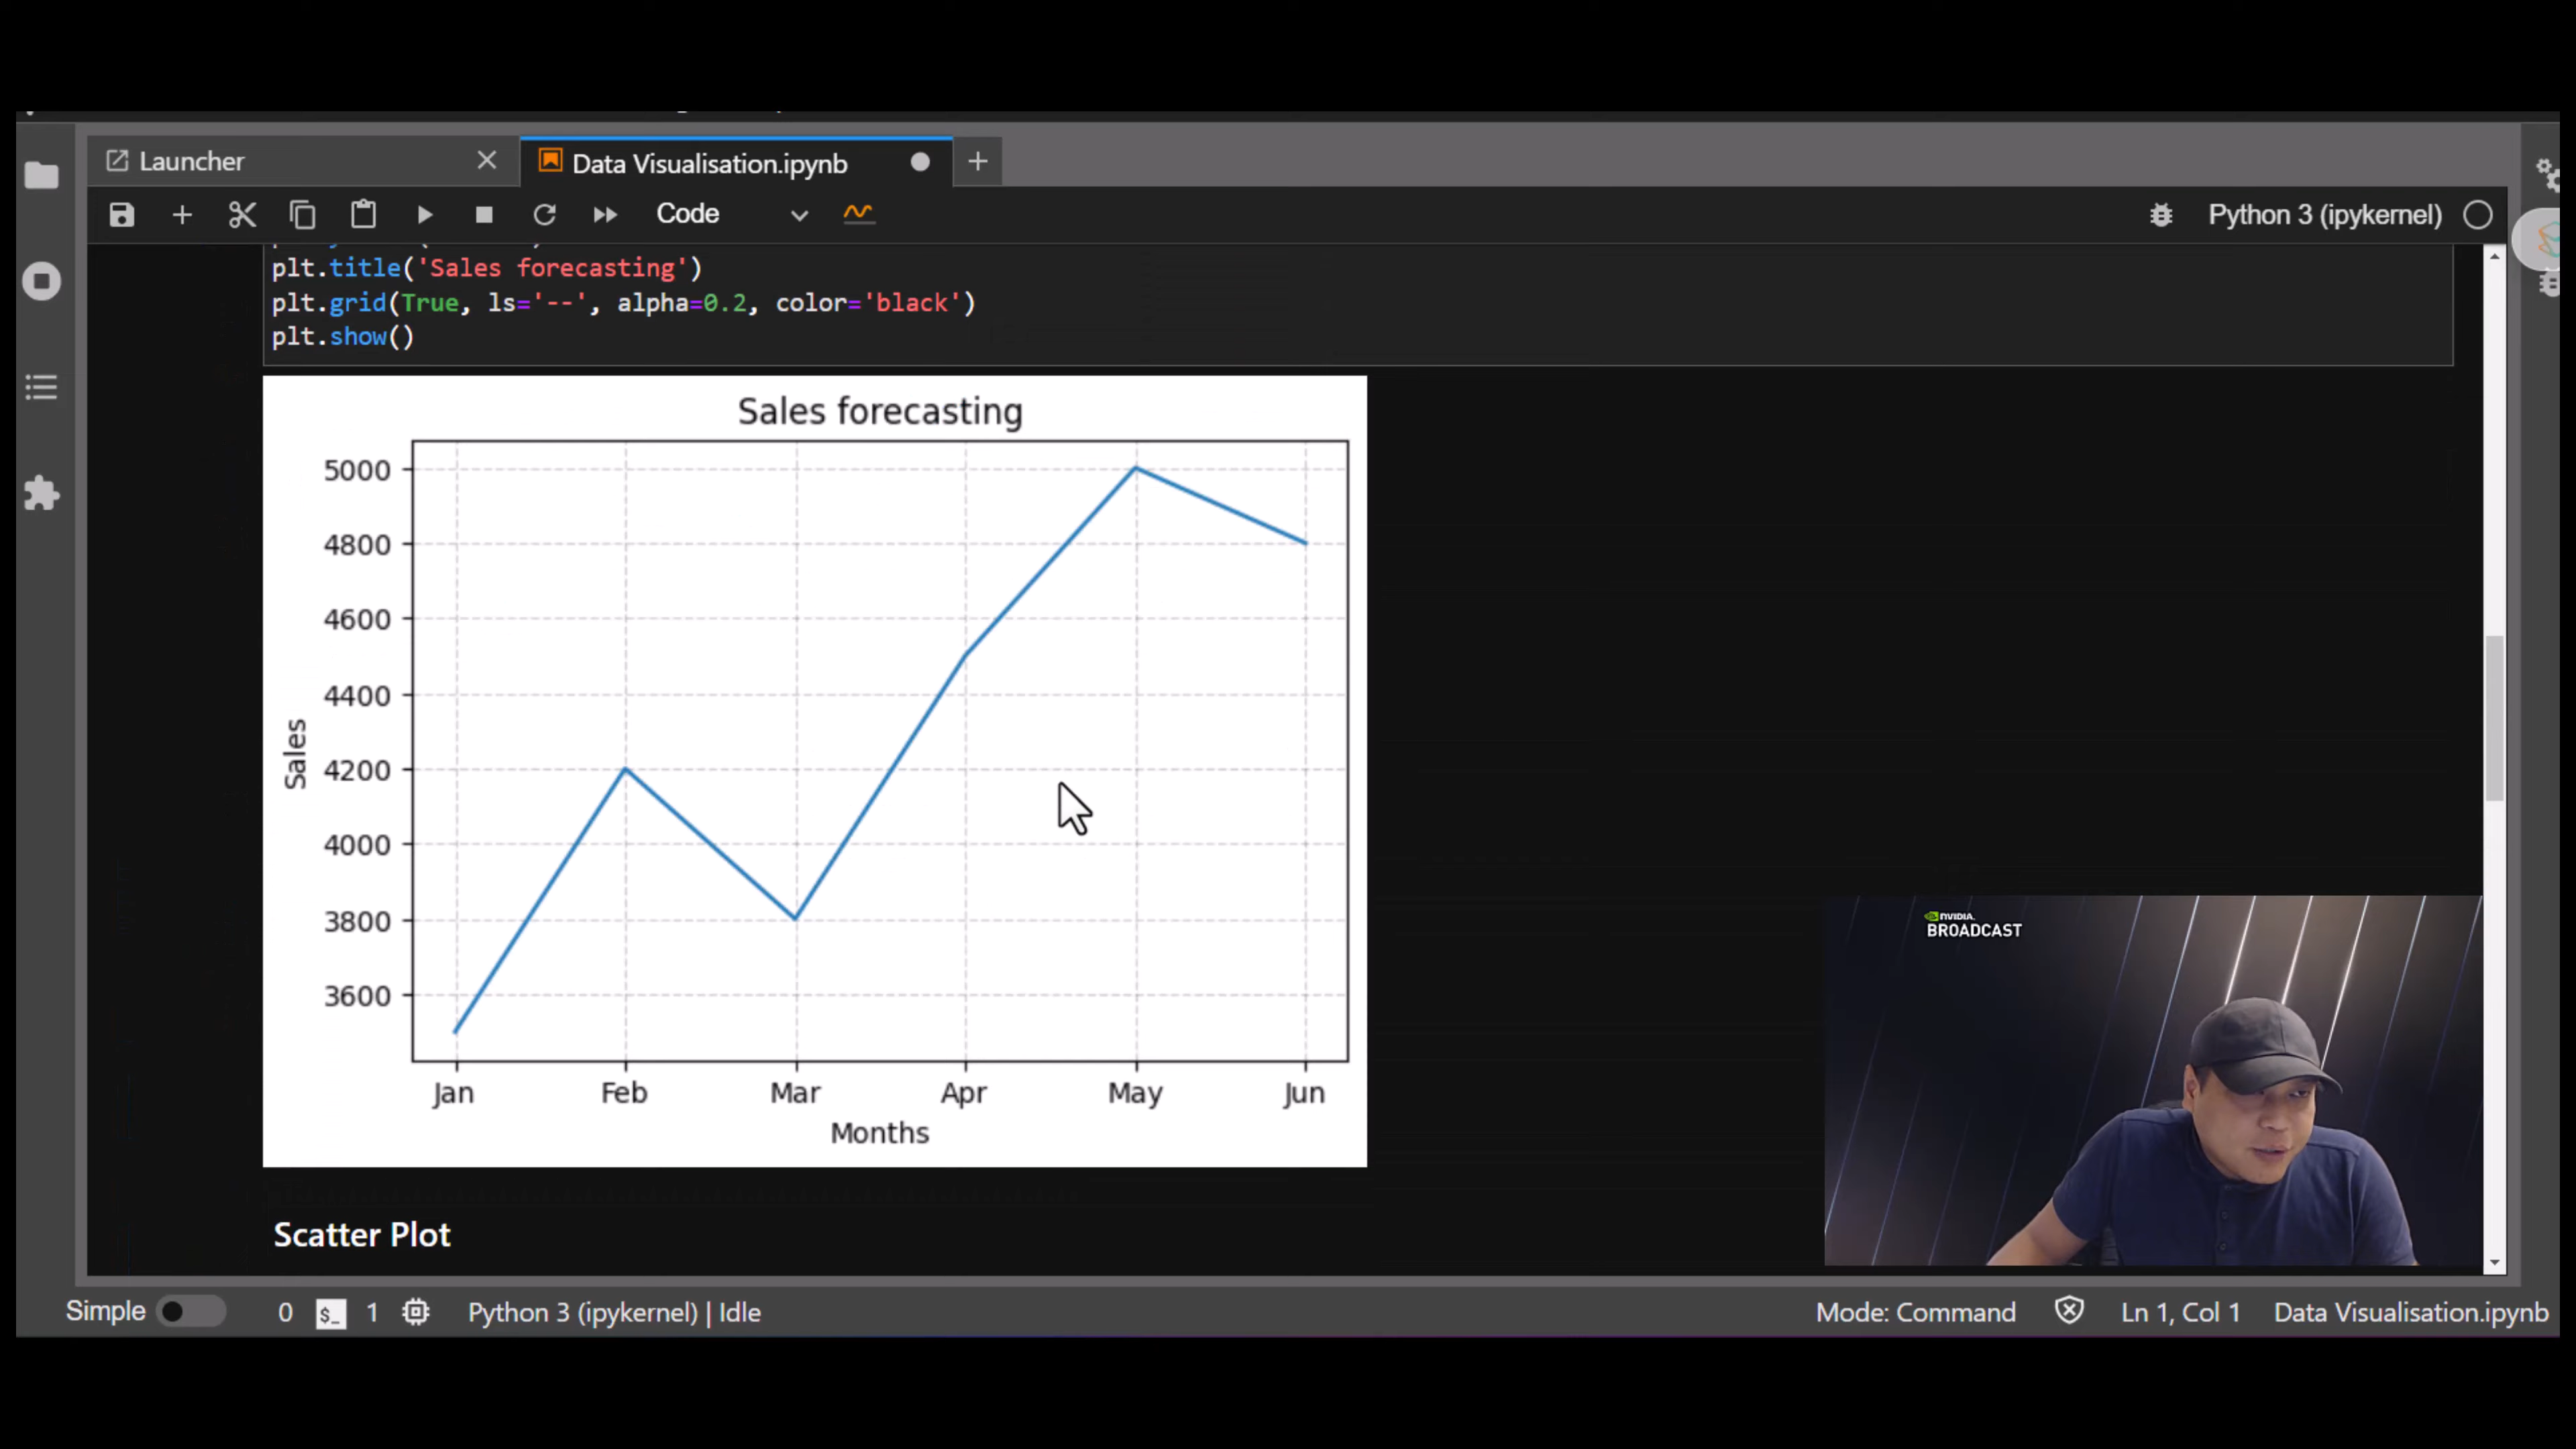 Launcher
Data Visualisation.ipynb
Code
Python 3 (ipykernel)
plt.title('Sales forecasting')
plt.grid(True, ls='--', alpha=0.2, color='black')
plt.show()
Sales forecasting
5000
4800
4600
4400
4200
4000
3800
3600
Sales
Jan Feb Mar Apr May Jun
Months
NVIDIA.
BROADCAST
Scatter Plot
Simple 0 $_ 1 Python 3 (ipykernel) | Idle Mode: Command Ln 1, Col 1 Data Visualisation.ipynb